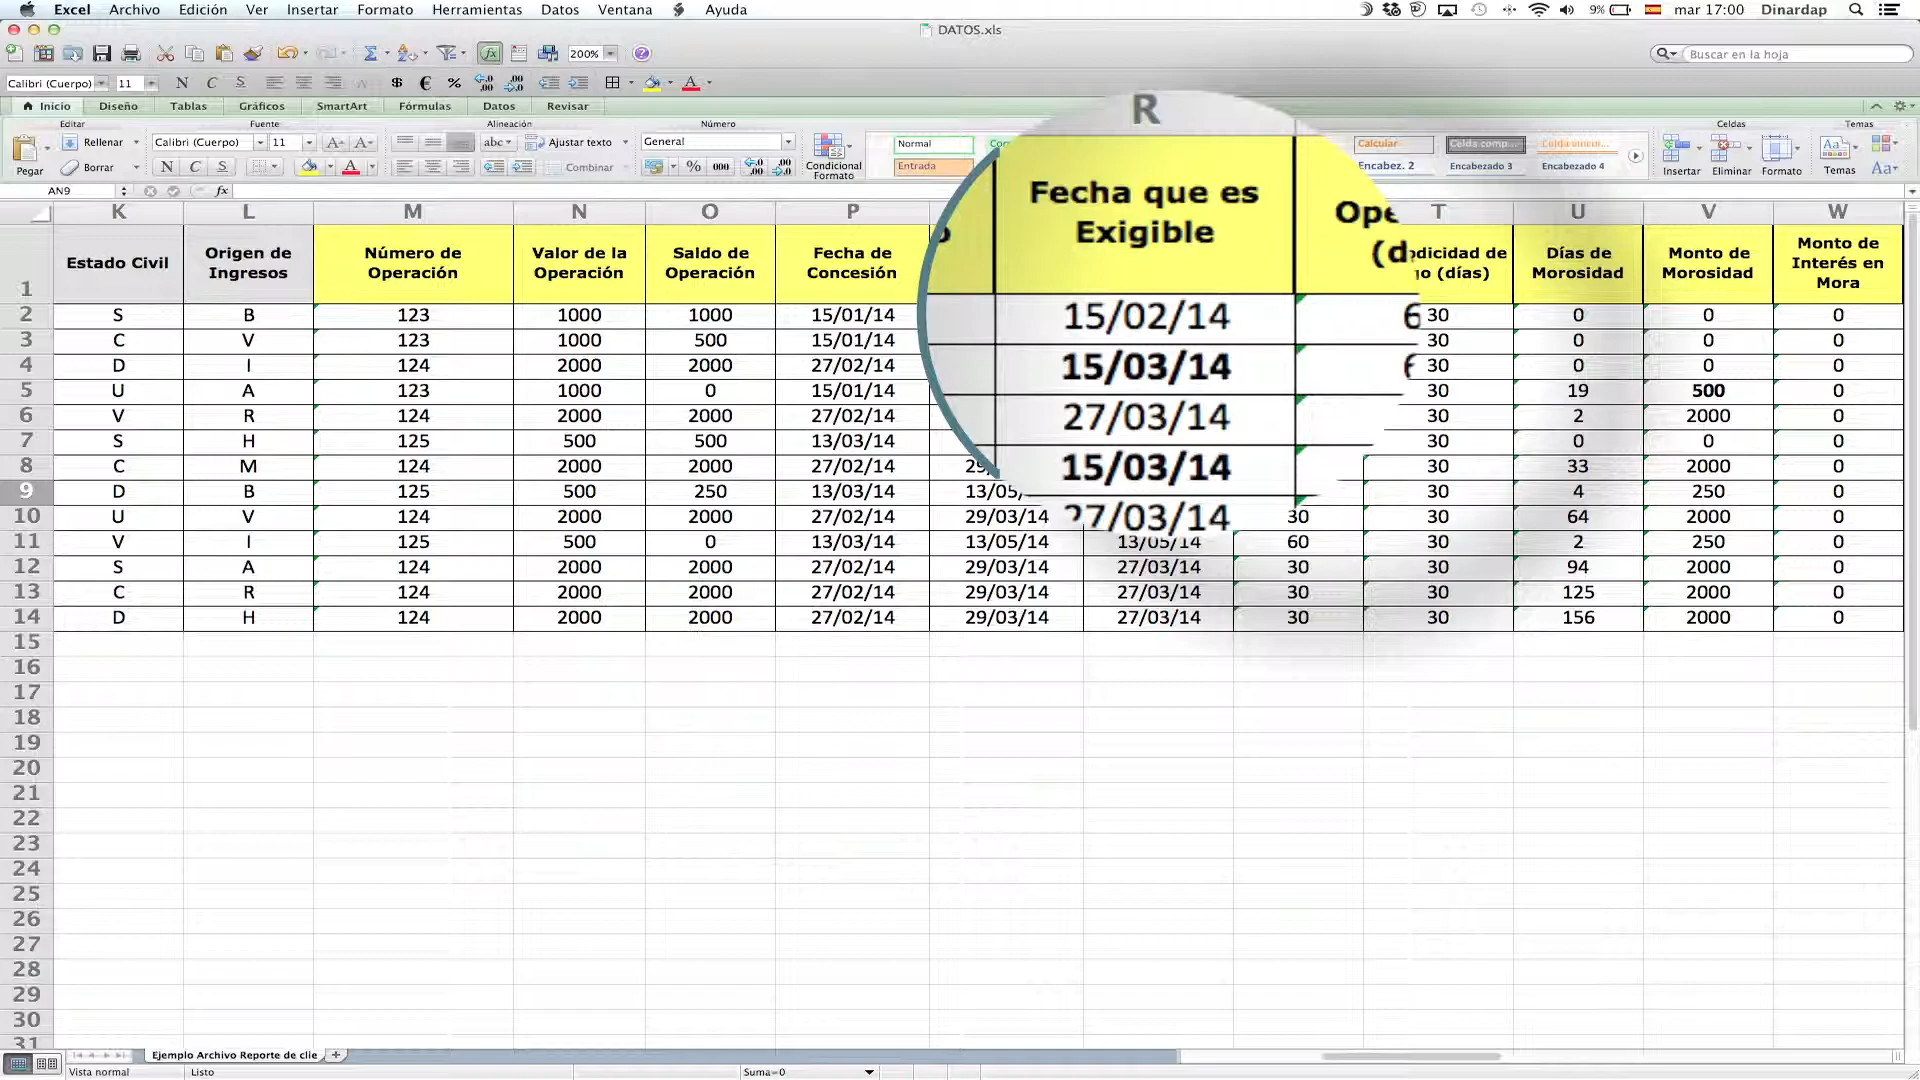 Excel Archivo Edición Ver Insertar Formato Herramientas Datos Ventana Ayuda 9% mar 17:00 Dinardap
DATOS.xls
200% Buscar en la hoja
Calibri (Cuerpo) 11 N C S $ € %
Inicio Diseño Tablas Gráficos SmartArt Fórmulas Datos Revisar
Editar Fuente Alineación Número Celdas Temas
Rellenar Calibri (Cuerpo) 11 abc Ajustar texto General Normal Calcular
Borrar N C S Combinar % 000 Entrada Encabez. 2 Encabezado 3 Encabezado 4
Pegar Condicional Formato Insertar Eliminar Formato Temas Aa
AN9 fx
K L M N O P R T U V W
1 Estado Civil Origen de Ingresos Número de Operación Valor de la Operación Saldo de Operación Fecha de Concesión Fecha que es Exigible Días de Morosidad Monto de Morosidad Monto de Interés en Mora
2 S B 123 1000 1000 15/01/14 15/02/14 6 30 0 0 0
3 C V 123 1000 500 15/01/14 15/03/14 30 0 0 0
4 D I 124 2000 2000 27/02/14 27/03/14 30 0 0 0
5 U A 123 1000 0 15/01/14 15/03/14 30 19 500 0
6 V R 124 2000 2000 27/02/14 27/03/14 30 2 2000 0
7 S H 125 500 500 13/03/14 30 0 0 0
8 C M 124 2000 2000 27/02/14 30 33 2000 0
9 D B 125 500 250 13/03/14 30 4 250 0
10 U V 124 2000 2000 27/02/14 29/03/14 30 30 64 2000 0
11 V I 125 500 0 13/03/14 13/05/14 13/05/14 60 30 2 250 0
12 S A 124 2000 2000 27/02/14 29/03/14 27/03/14 30 30 94 2000 0
13 C R 124 2000 2000 27/02/14 29/03/14 27/03/14 30 30 125 2000 0
14 D H 124 2000 2000 27/02/14 29/03/14 27/03/14 30 30 156 2000 0
15
16
17
18
19
20
21
22
23
24
25
26
27
28
29
30
31
Ejemplo Archivo Reporte de clie
Vista normal Listo Suma=0